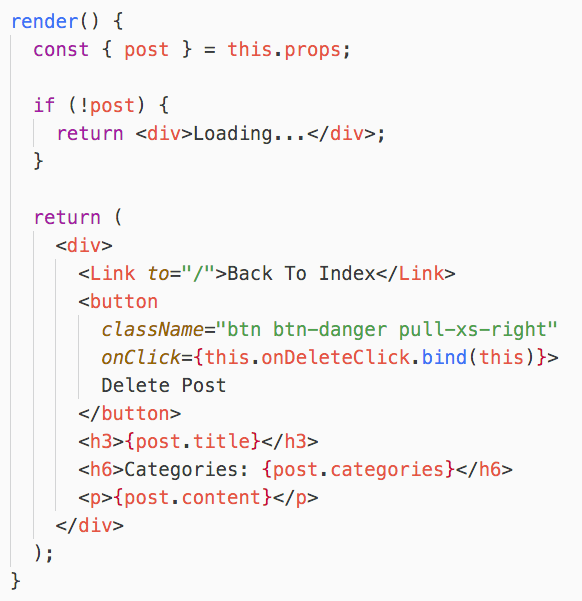 render() {
  const { post } = this.props;

  if (!post) {
    return <div>Loading...</div>;
  }

  return (
    <div>
      <Link to="/">Back To Index</Link>
      <button
        className="btn btn-danger pull-xs-right"
        onClick={this.onDeleteClick.bind(this)}>
        Delete Post
      </button>
      <h3>{post.title}</h3>
      <h6>Categories: {post.categories}</h6>
      <p>{post.content}</p>
    </div>
  );
}